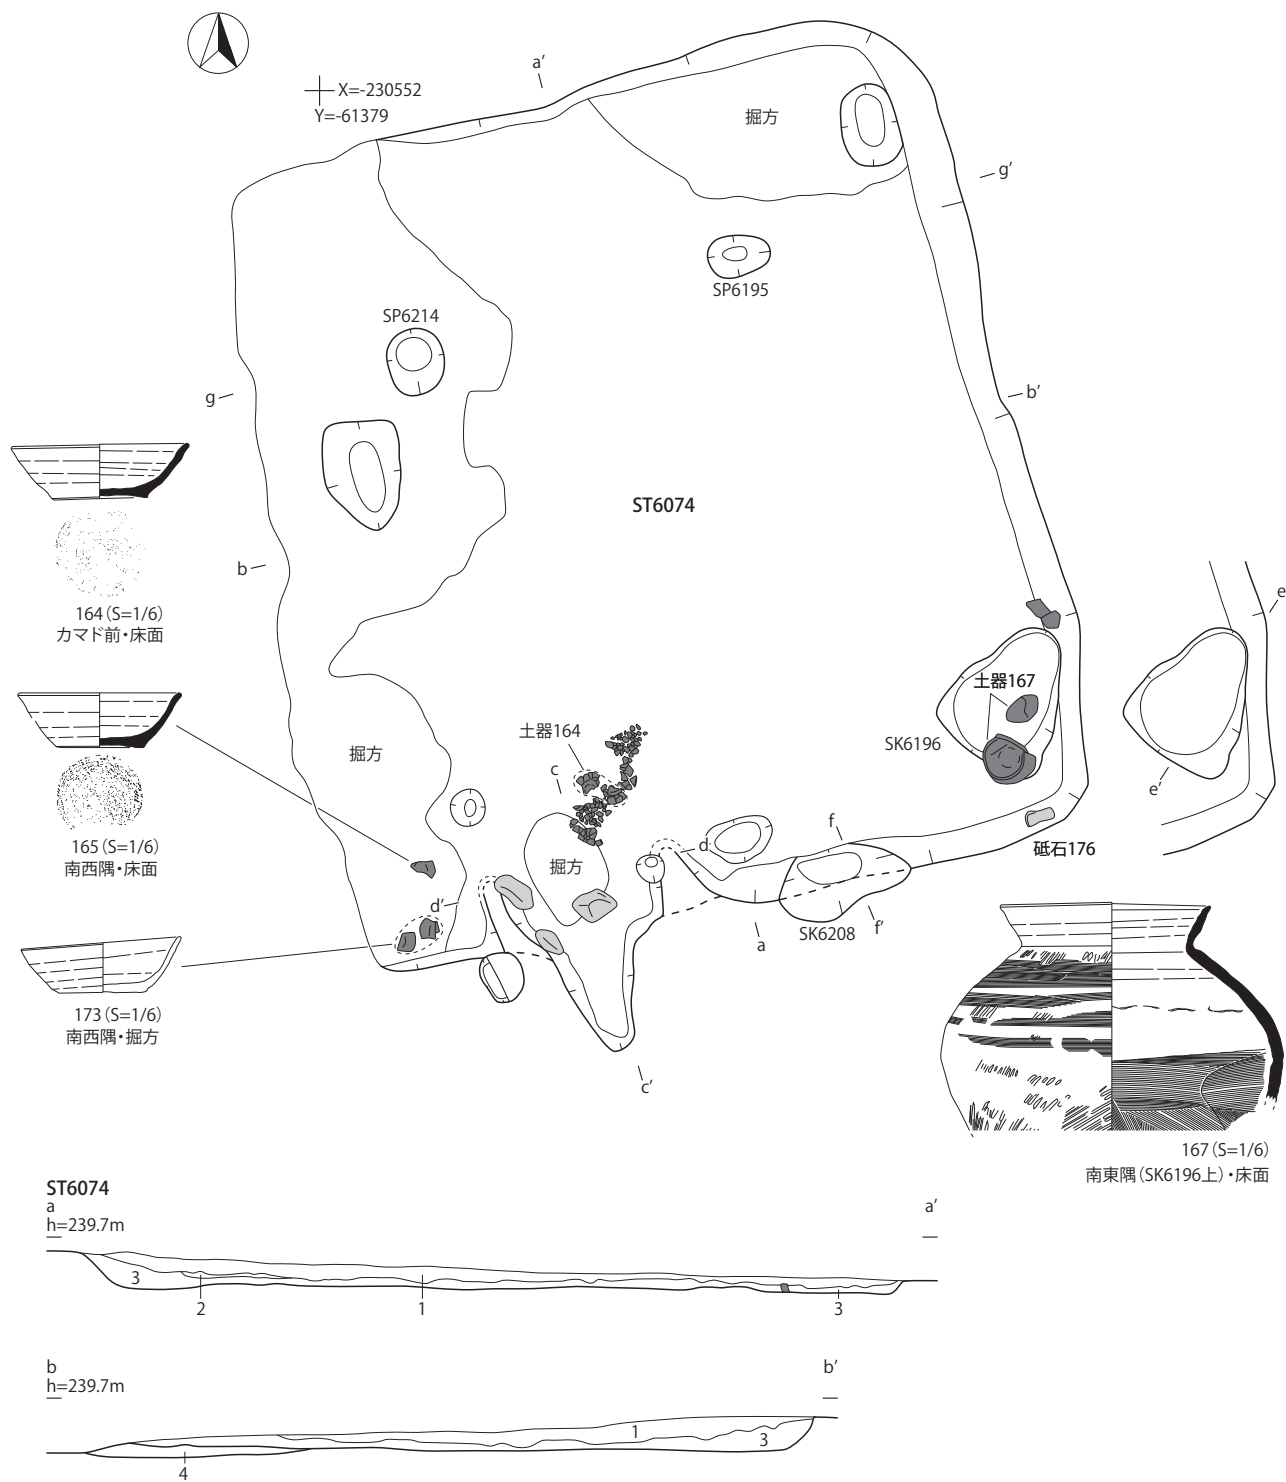 a’
X=-230552
Y=-61379
掘方
g’
SP6195
SP6214
g
b’
ST6074
b
164（S=1/6）
カマド前・床面
e
土器167
土器164
SK6196
掘方
c
e’
165（S=1/6）
南西隅・床面
f
d
砥石176
掘方
d’
a
SK6208
f’
173（S=1/6）
南西隅・掘方
c’
167（S=1/6）
南東隅（SK6196上）・床面
ST6074
a
a’
h=239.7m
3
2
1
3
b
b’
h=239.7m
1
3
4